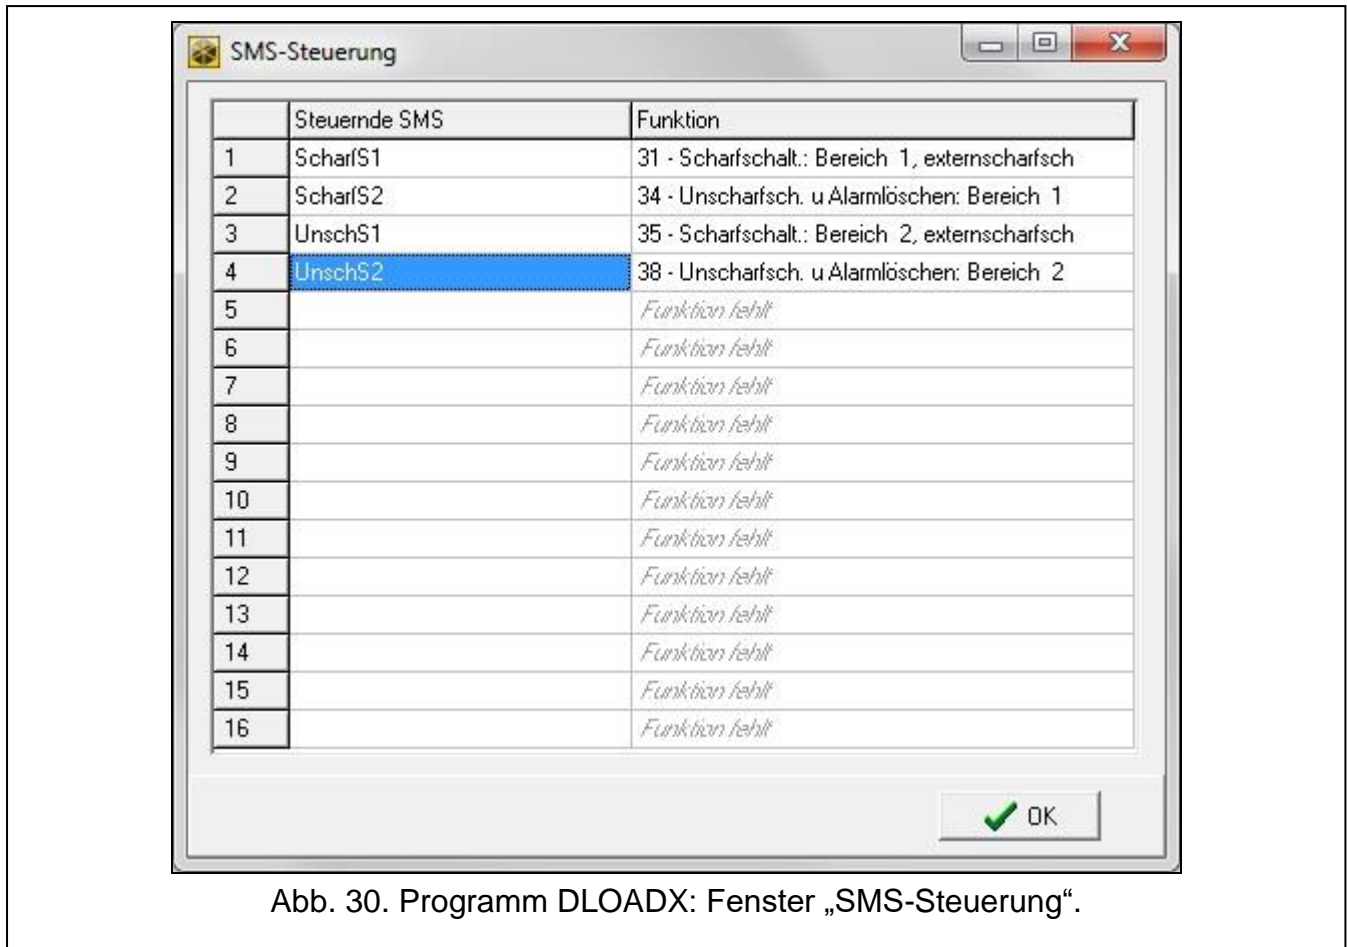 SMS-Steuerung
Steuernde SMS Funktion
1 ScharfS1 31 - Scharfschalt.: Bereich 1, externscharfsch
2 ScharfS2 34 - Unscharfsch. u Alarmlöschen: Bereich 1
3 UnschS1 35 - Scharfschalt.: Bereich 2, externscharfsch
4 UnschS2 38 - Unscharfsch. u Alarmlöschen: Bereich 2
5 Funktion fehlt
6 Funktion fehlt
7 Funktion fehlt
8 Funktion fehlt
9 Funktion fehlt
10 Funktion fehlt
11 Funktion fehlt
12 Funktion fehlt
13 Funktion fehlt
14 Funktion fehlt
15 Funktion fehlt
16 Funktion fehlt
OK
Abb. 30. Programm DLOADX: Fenster „SMS-Steuerung“.